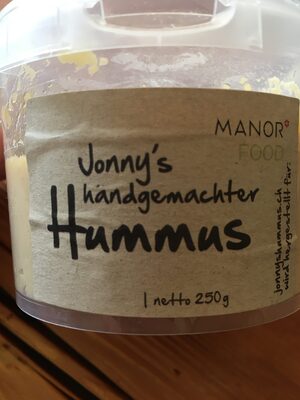 MANOR
FOOD
Jonny's
handgemachter
Hummus
netto 250g
jonnyshummus.ch
wird hergestellt für: